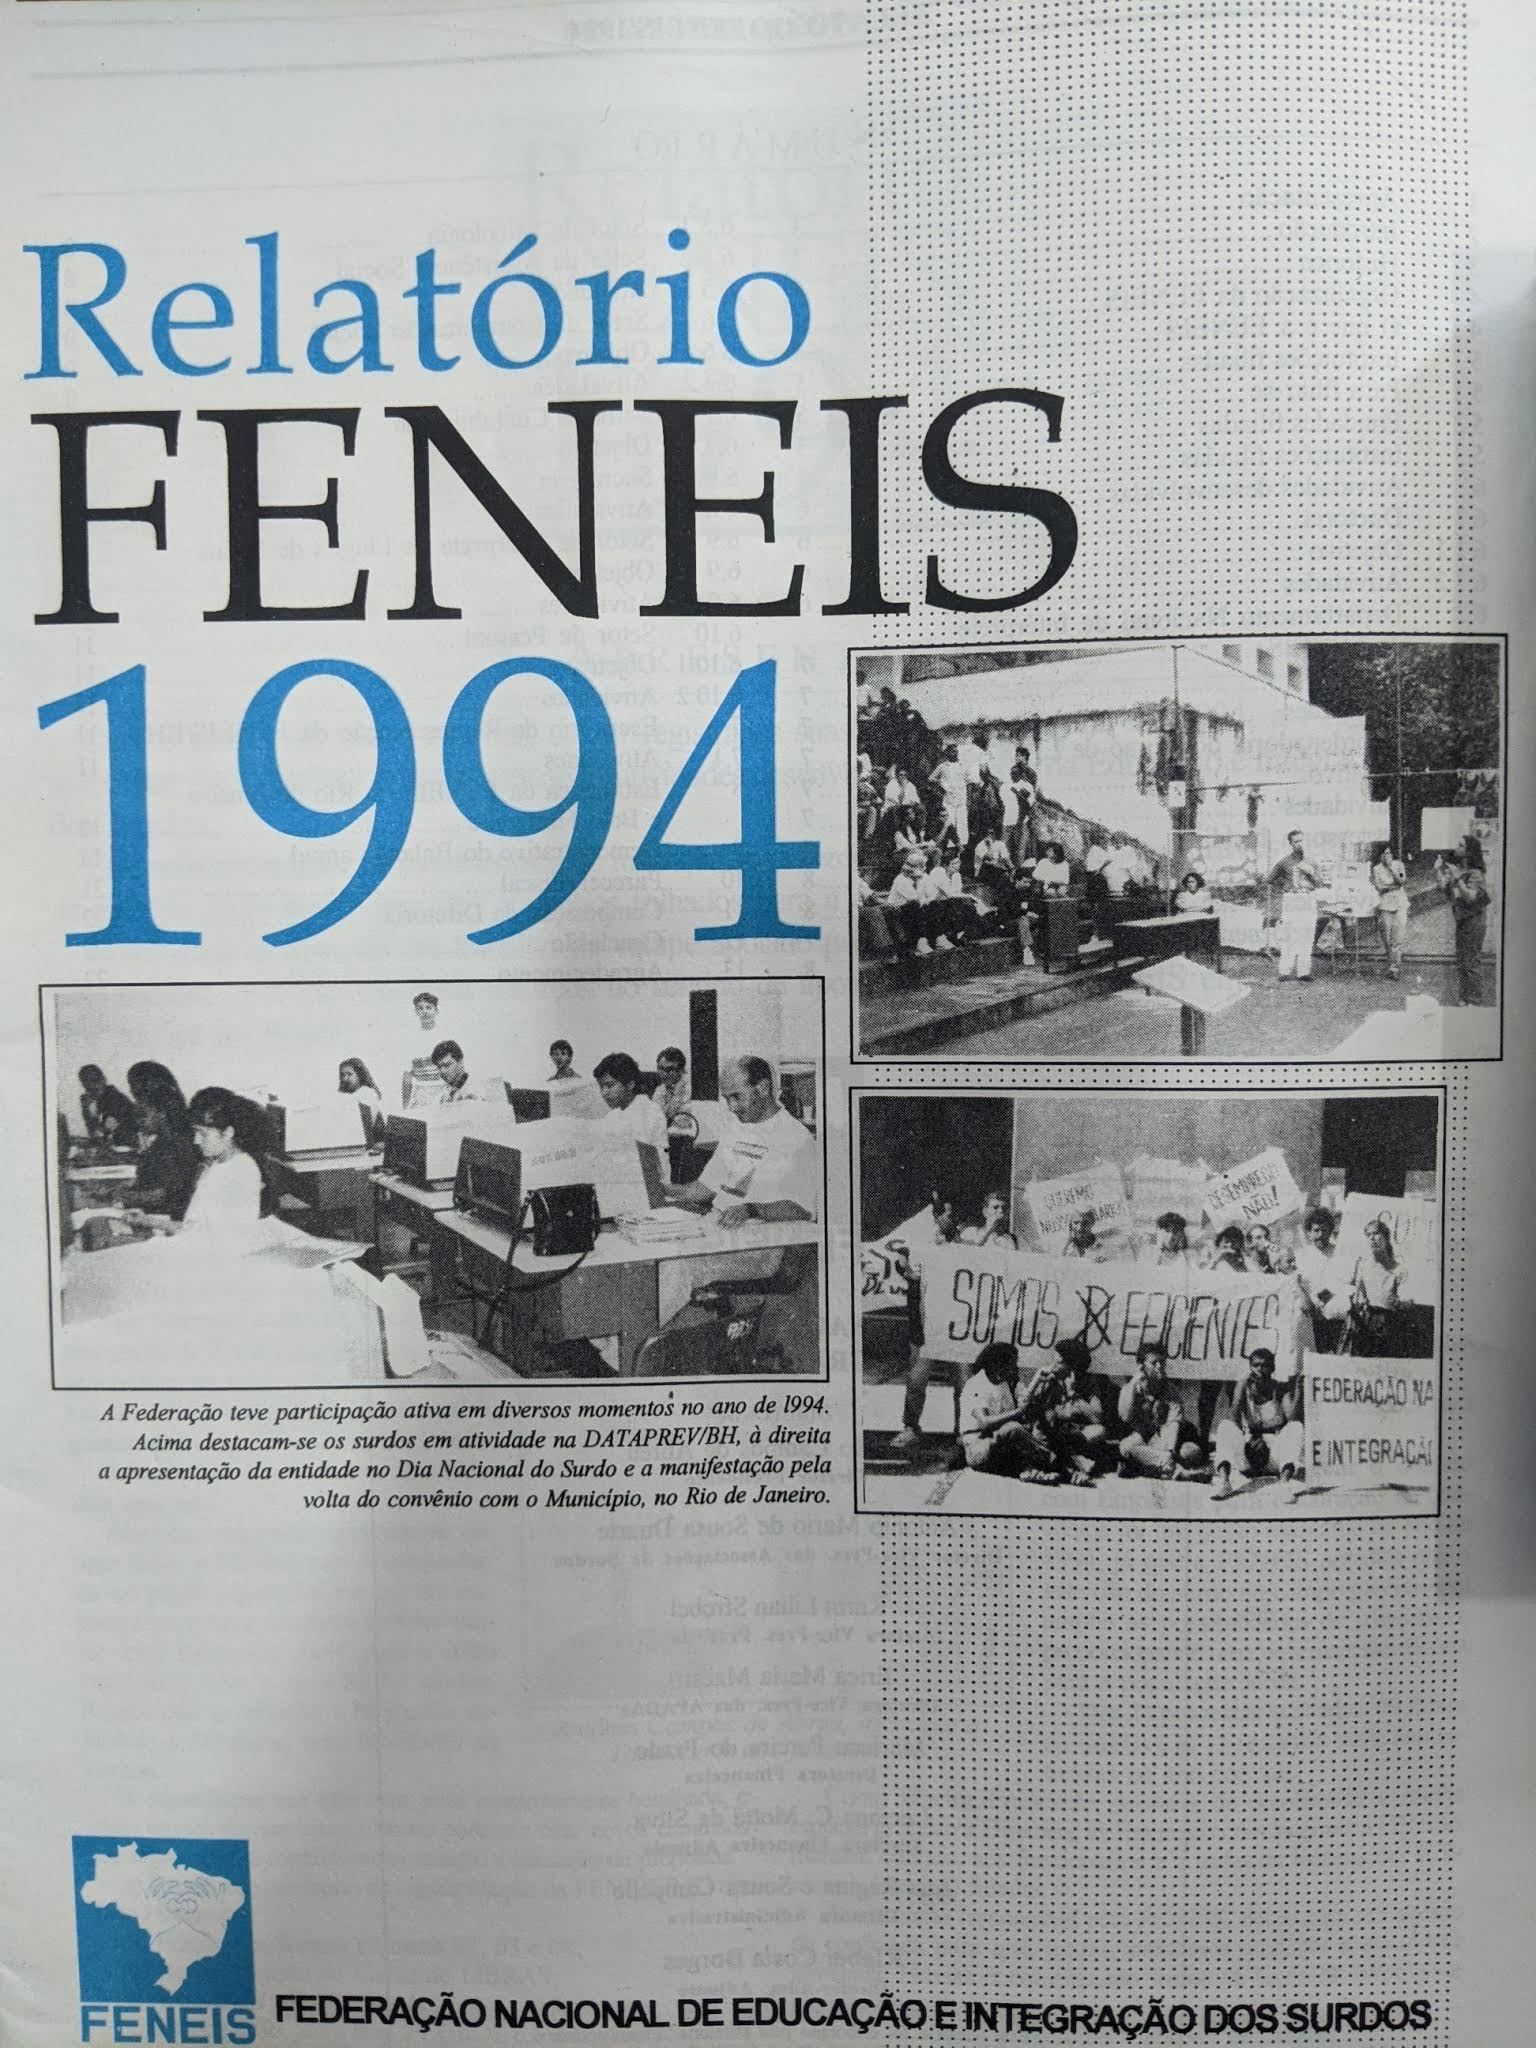 Relatório
FENEIS
1994
A Federação teve participação ativa em diversos momentos no ano de 1994.
Acima destacam-se os surdos em atividade na DATAPREV/BH, à direita
a apresentação da entidade no Dia Nacional do Surdo e a manifestação pela
volta do convênio com o Município, no Rio de Janeiro.
QUEREMO
DESEMPREGO
NÃO!
SOMOS D EFICIENTES
FEDERAÇÃO NA
E INTEGRAÇÃ
FENEIS
FEDERAÇÃO NACIONAL DE EDUCAÇÃO E INTEGRAÇÃO DOS SURDOS